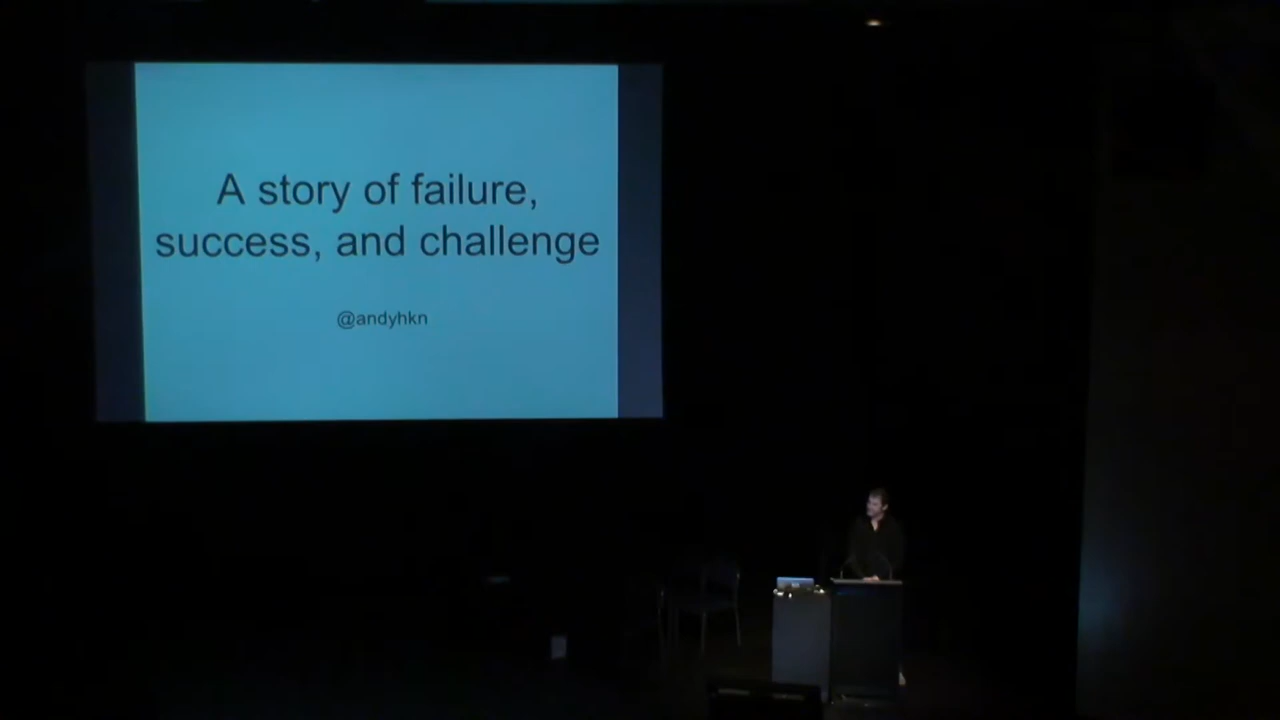 A story of failure,
success, and challenge
@andyhkn